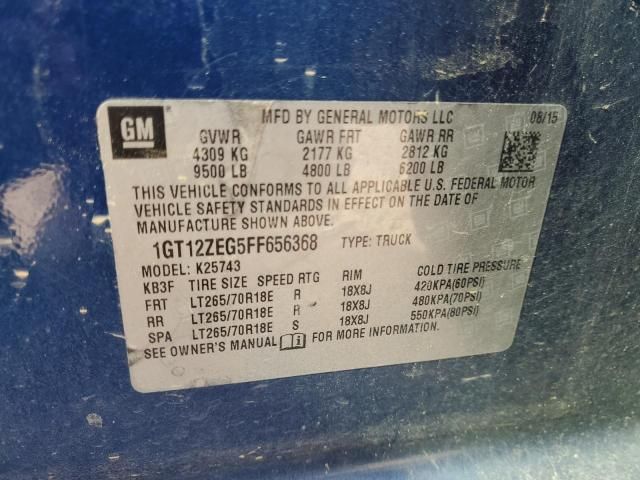 GM
MFD BY GENERAL MOTORS LLC 08/15
GVWR GAWR FRT GAWR RR
4309 KG 2177 KG 2812 KG
9500 LB 4800 LB 6200 LB
THIS VEHICLE CONFORMS TO ALL APPLICABLE U.S. FEDERAL MOTOR
VEHICLE SAFETY STANDARDS IN EFFECT ON THE DATE OF
MANUFACTURE SHOWN ABOVE.
1GT12ZEG5FF656368 TYPE: TRUCK
MODEL: K25743
KB3F TIRE SIZE SPEED RTG RIM COLD TIRE PRESSURE
FRT LT265/70R18E R 18X8J 420KPA(60PSI)
RR LT265/70R18E R 18X8J 480KPA(70PSI)
SPA LT265/70R18E S 18X8J 550KPA(80PSI)
SEE OWNER'S MANUAL FOR MORE INFORMATION.